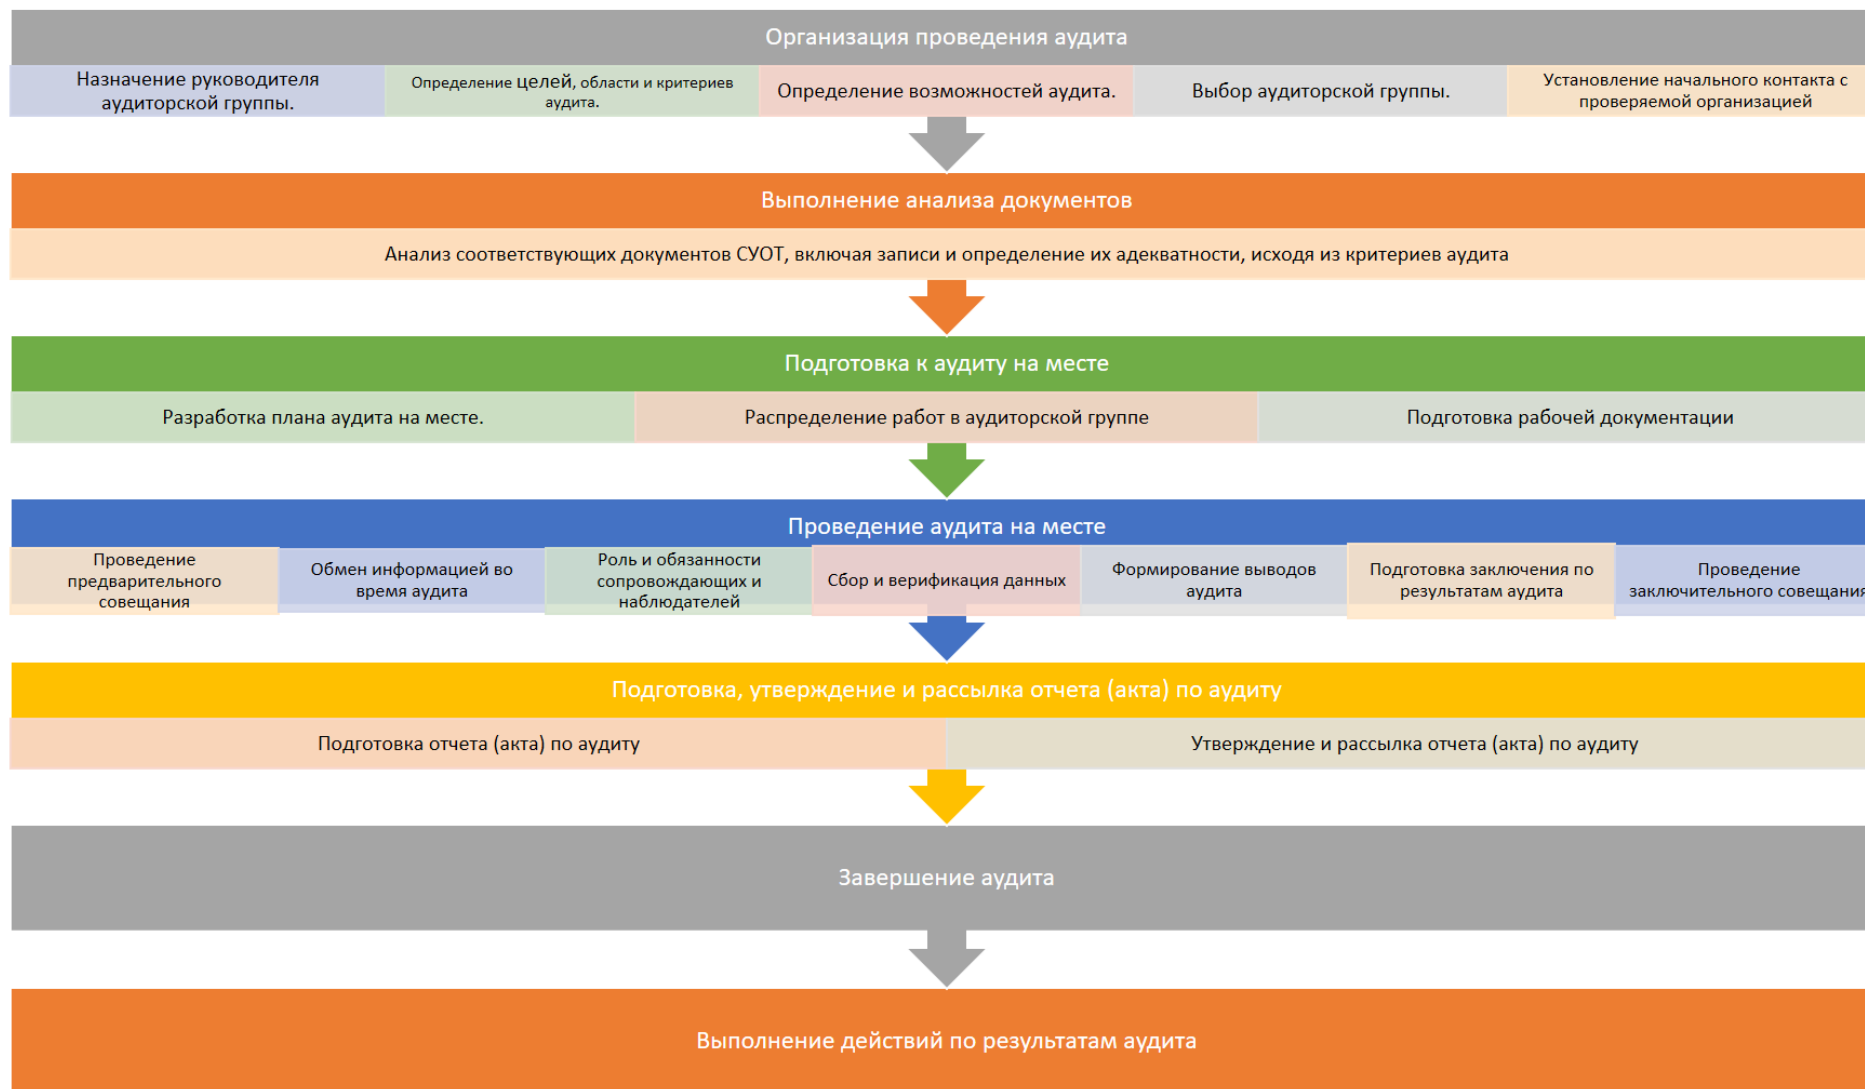 Организация проведения аудита
Назначение руководителя
аудиторской группы.
Определение целей, области и критериев
аудита.
Определение возможностей аудита.
Выбор аудиторской группы.
Установление начального контакта с
проверяемой организацией
Выполнение анализа документов
Анализ соответствующих документов СУОТ, включая записи и определение их адекватности, исходя из критериев аудита
Подготовка к аудиту на месте
Разработка плана аудита на месте.
Распределение работ в аудиторской группе
Подготовка рабочей документации
Проведение аудита на месте
Проведение
предварительного
совещания
Обмен информацией во
время аудита
Роль и обязанности
сопровождающих и
наблюдателей
Сбор и верификация данных
Формирование выводов
аудита
Подготовка заключения по
результатам аудита
Проведение
заключительного совещания
Подготовка, утверждение и рассылка отчета (акта) по аудиту
Подготовка отчета (акта) по аудиту
Утверждение и рассылка отчета (акта) по аудиту
Завершение аудита
Выполнение действий по результатам аудита